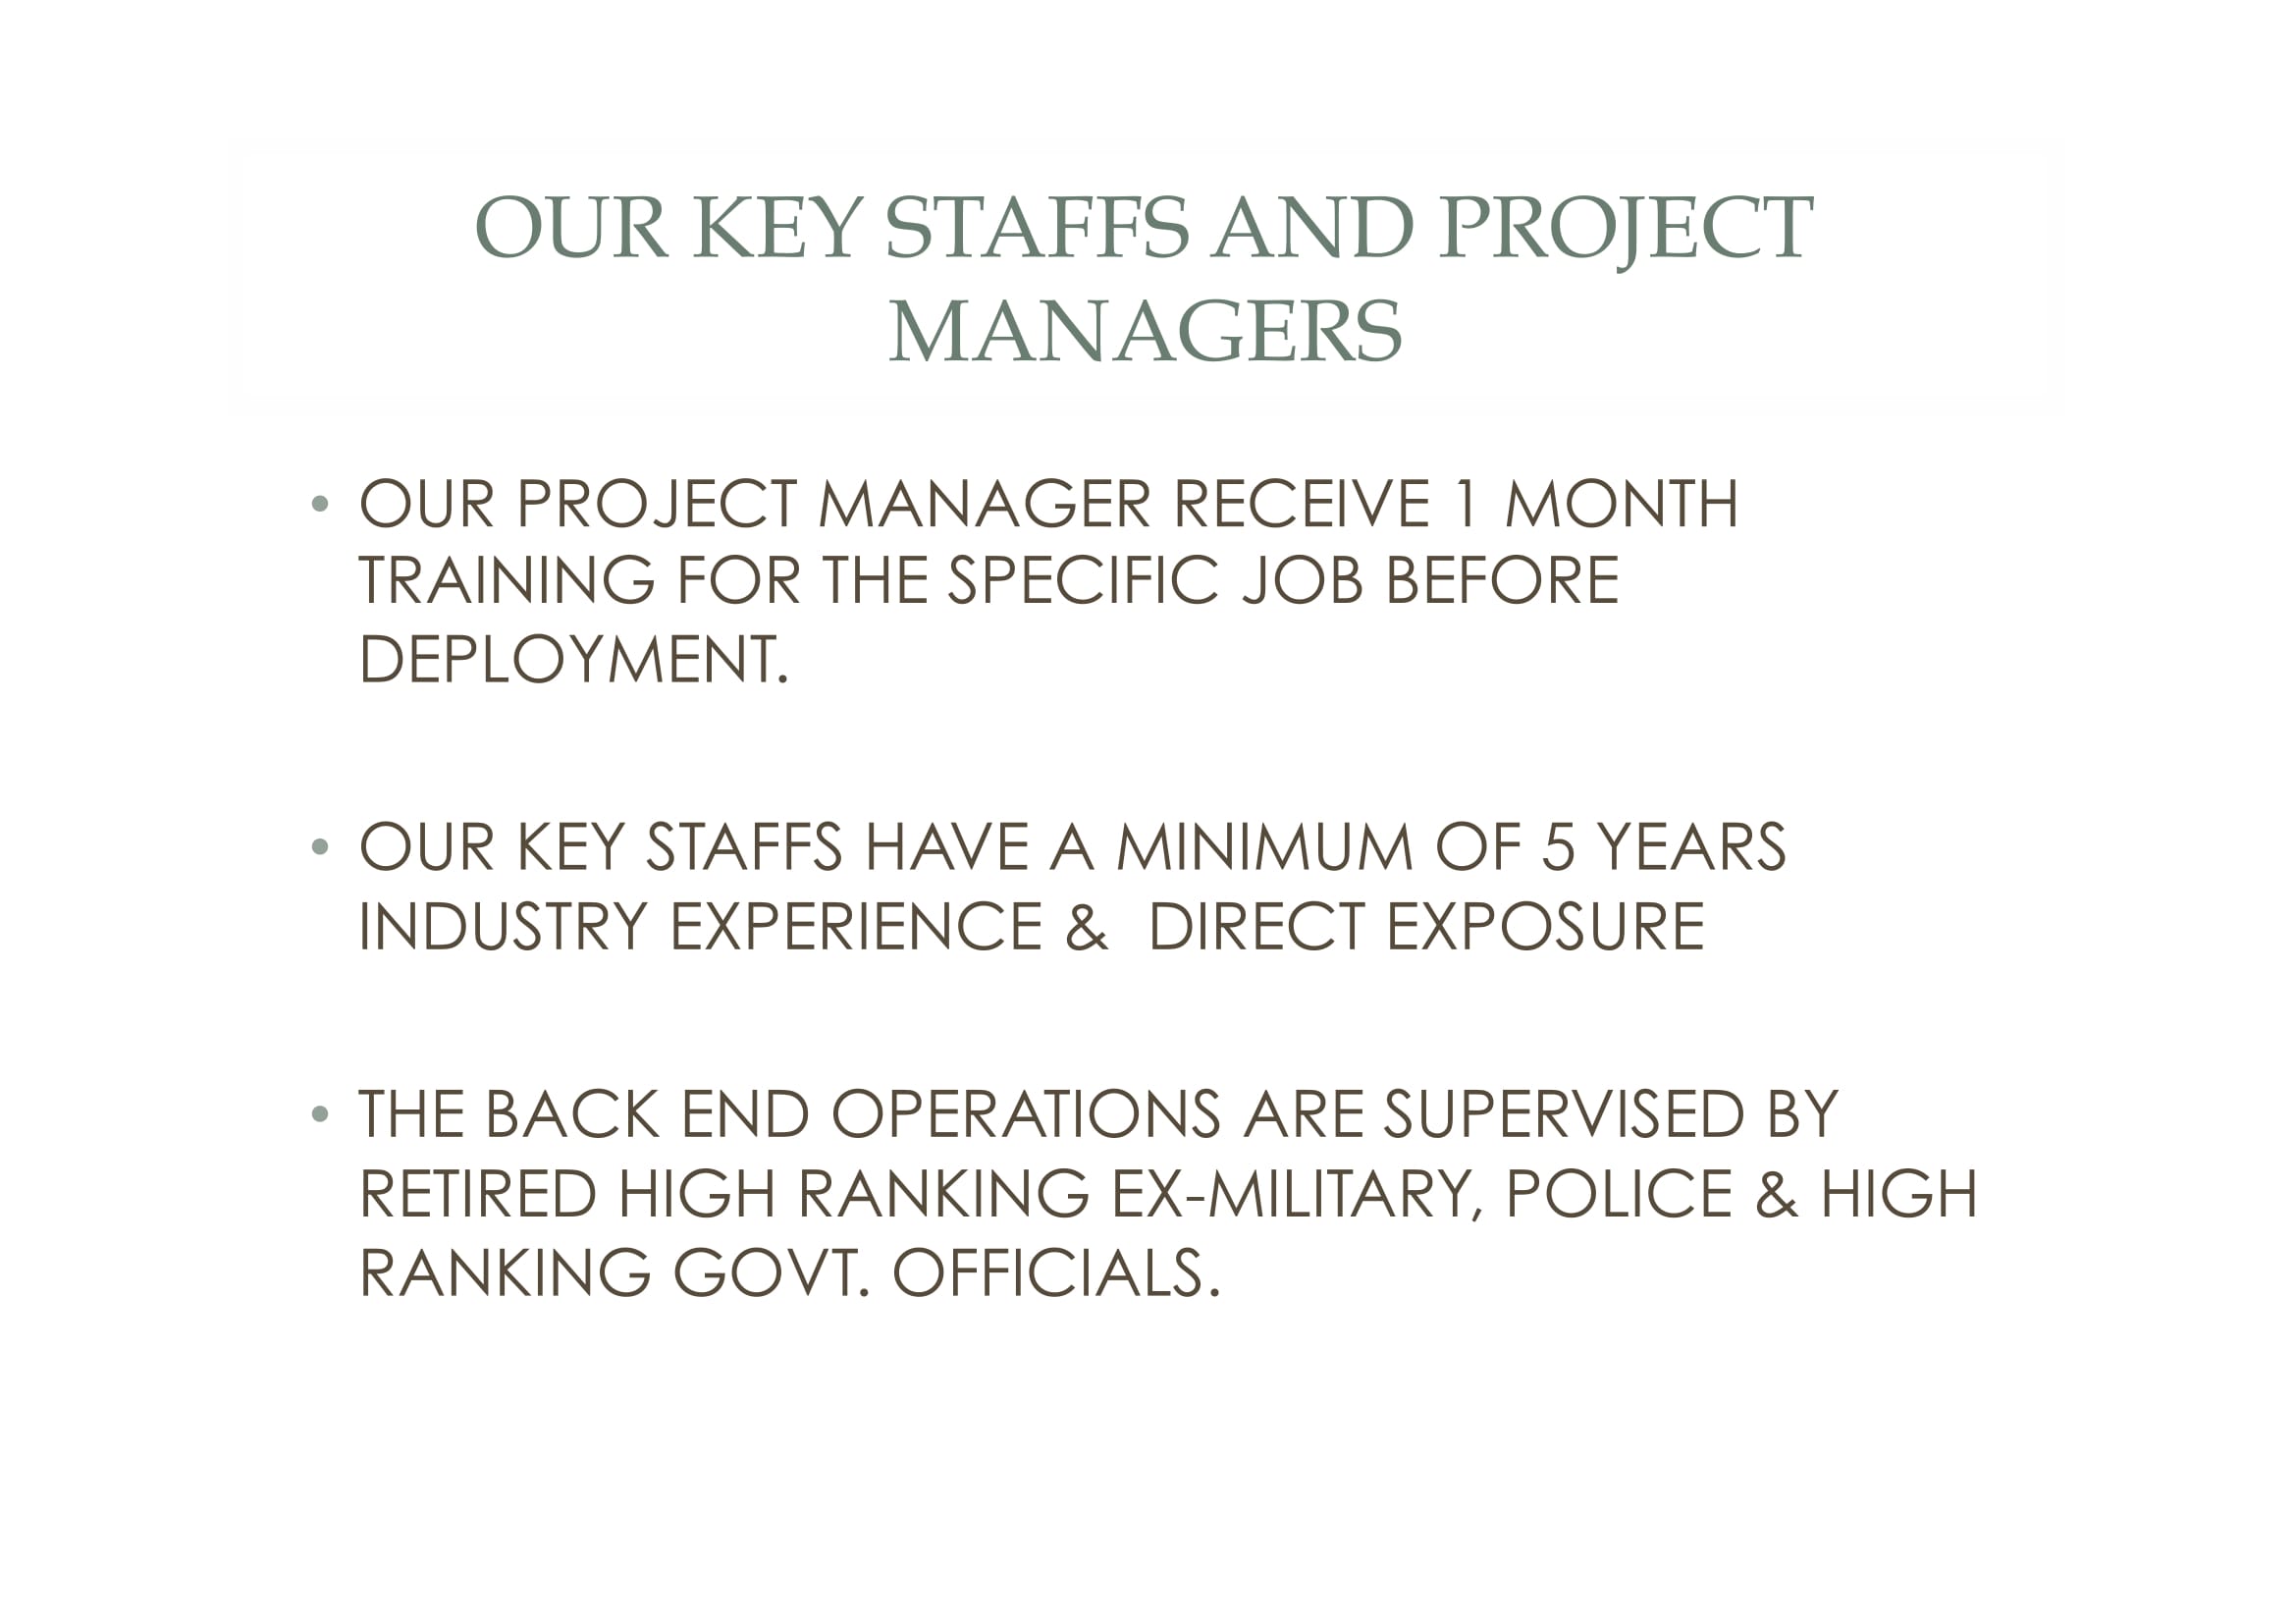 OUR KEY STAFFS AND PROJECT
MANAGERS
• OUR PROJECT MANAGER RECEIVE 1 MONTH
TRAINING FOR THE SPECIFIC JOB BEFORE
DEPLOYMENT.
• OUR KEY STAFFS HAVE A MINIMUM OF 5 YEARS
INDUSTRY EXPERIENCE & DIRECT EXPOSURE
• THE BACK END OPERATIONS ARE SUPERVISED BY
RETIRED HIGH RANKING EX-MILITARY, POLICE & HIGH
RANKING GOVT. OFFICIALS.